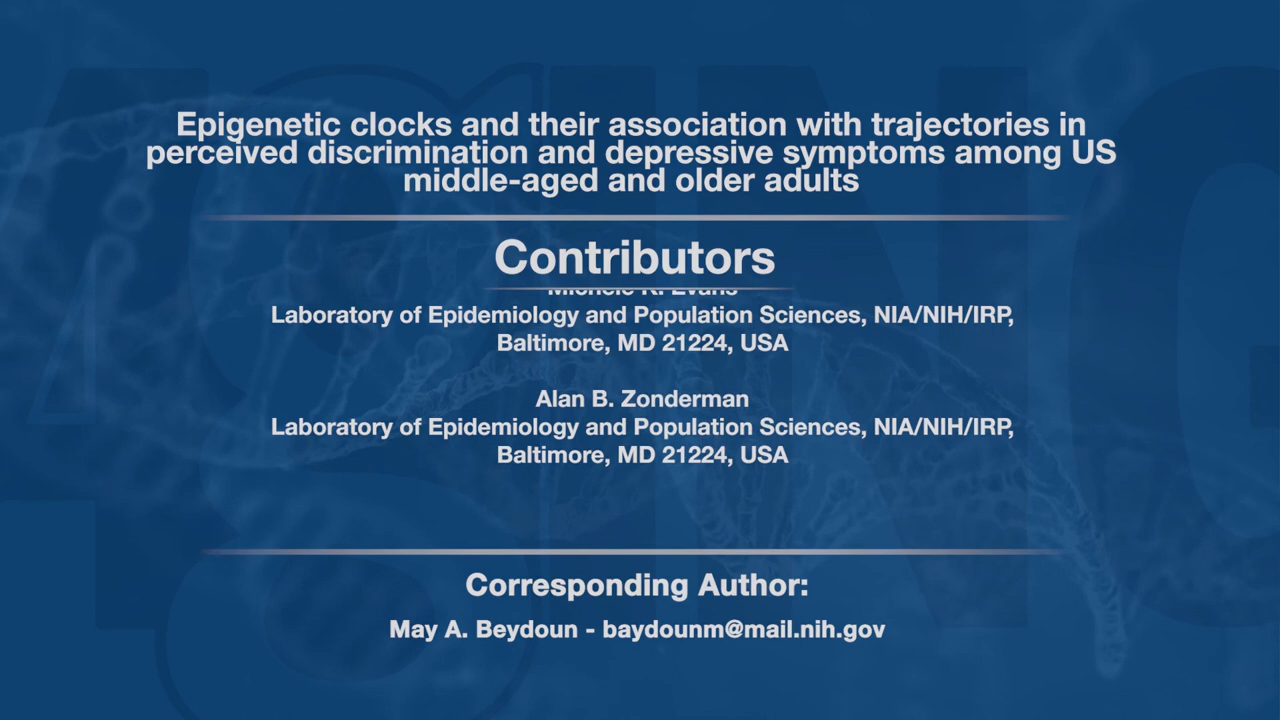 Epigenetic clocks and their association with trajectories in
perceived discrimination and depressive symptoms among US
middle-aged and older adults
Contributors
Michele K. Evans
Laboratory of Epidemiology and Population Sciences, NIA/NIH/IRP,
Baltimore, MD 21224, USA
Alan B. Zonderman
Laboratory of Epidemiology and Population Sciences, NIA/NIH/IRP,
Baltimore, MD 21224, USA
Corresponding Author:
May A. Beydoun - baydounm@mail.nih.gov